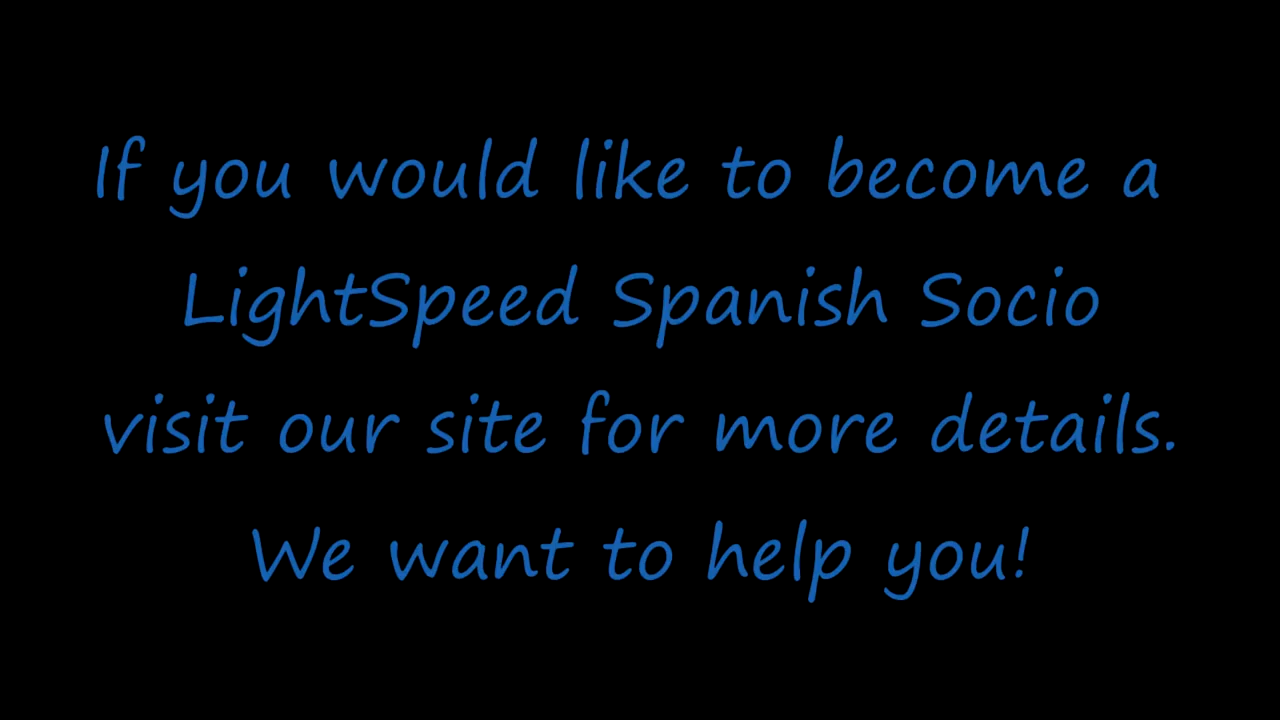 If you would like to become a
LightSpeed Spanish Socio
visit our site for more details.
We want to help you!